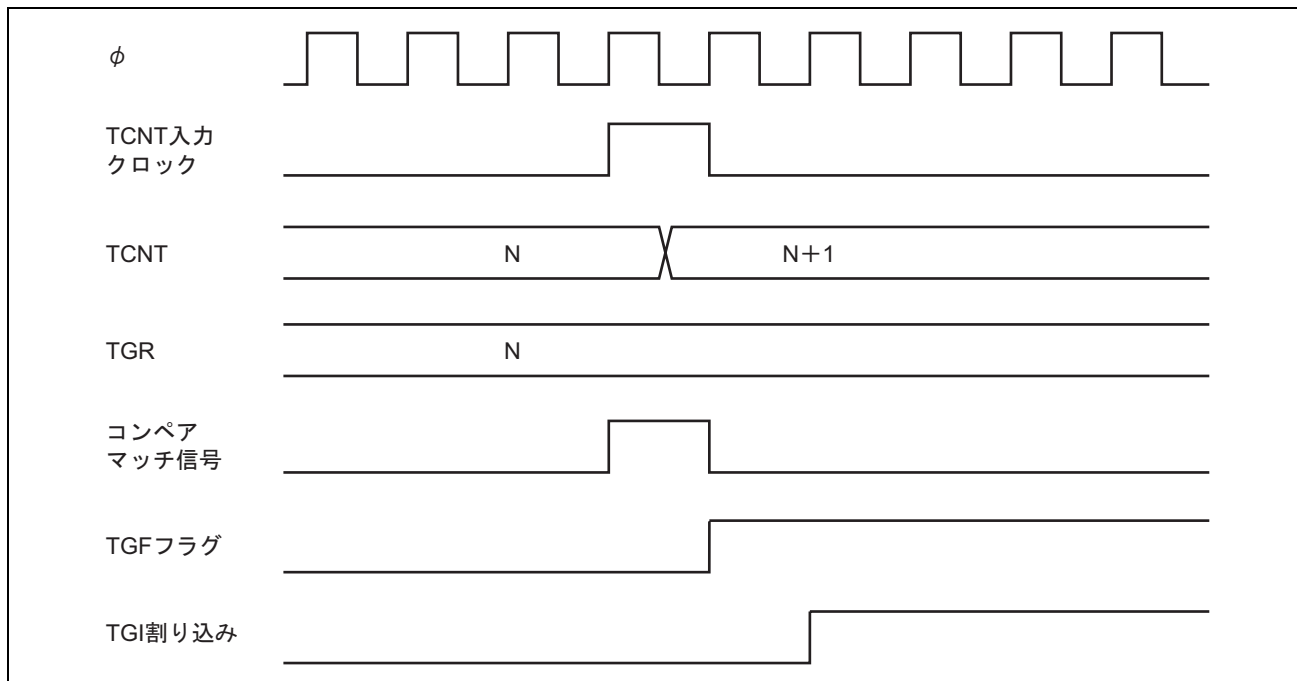 φ
TCNT入力
クロック
TCNT
N
N+1
TGR
N
コンペア
マッチ信号
TGFフラグ
TGI割り込み